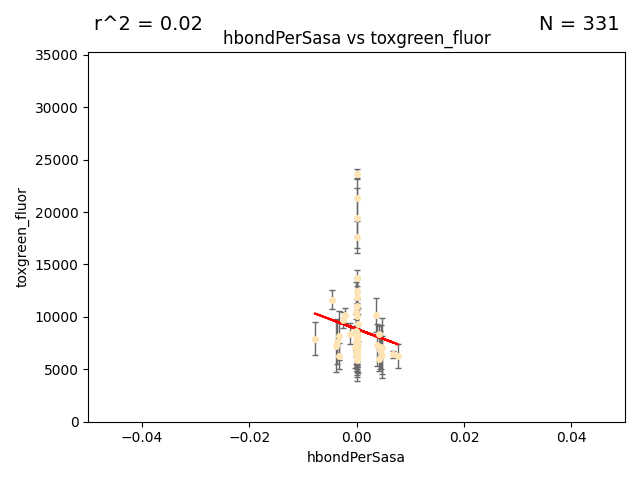 r^2 = 0.02
N = 331
hbondPerSasa vs toxgreen_fluor
35000
30000
25000
20000
15000
10000
5000
0
toxgreen_fluor
−0.04
−0.02
0.00
0.02
0.04
hbondPerSasa